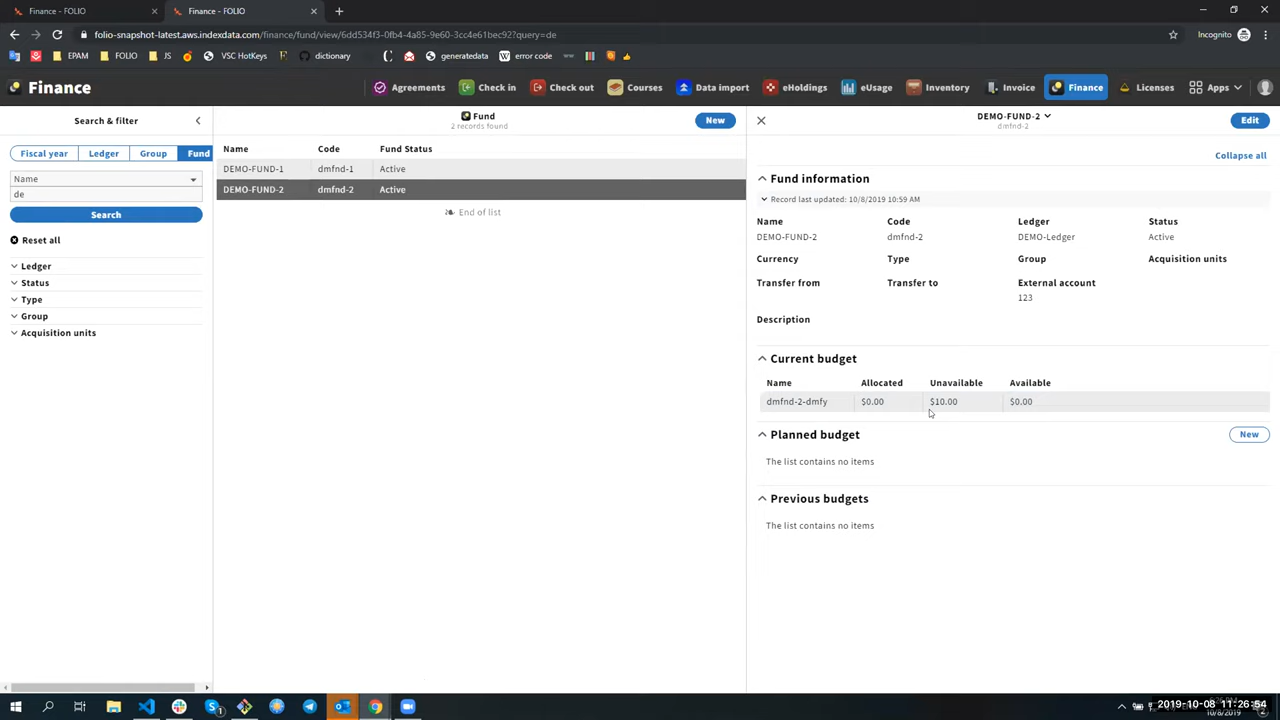 Finance - FOLIO
Finance - FOLIO
folio-snapshot-latest.aws.indexdata.com/finance/fund/view/6dd534f3-0fb4-4a85-9e60-3cc4e61bec92?query=de
Incognito
EPAM FOLIO JS VSC HotKeys dictionary generatedata error code
Finance
Agreements Check in Check out Courses Data import eHoldings eUsage Inventory Invoice Finance Licenses Apps
Search & filter
Fiscal year Ledger Group Fund
Name
de
Search
Reset all
Ledger
Status
Type
Group
Acquisition units
Fund
2 records found
New
Name Code Fund Status
DEMO-FUND-1 dmfnd-1 Active
DEMO-FUND-2 dmfnd-2 Active
End of list
DEMO-FUND-2
dmfnd-2
Edit
Collapse all
Fund information
Record last updated: 10/8/2019 10:59 AM
Name Code Ledger Status
DEMO-FUND-2 dmfnd-2 DEMO-Ledger Active
Currency Type Group Acquisition units
Transfer from Transfer to External account
123
Description
Current budget
Name Allocated Unavailable Available
dmfnd-2-dmfy $0.00 $10.00 $0.00
Planned budget
New
The list contains no items
Previous budgets
The list contains no items
2019-10-08 11:26:54
10/8/2019